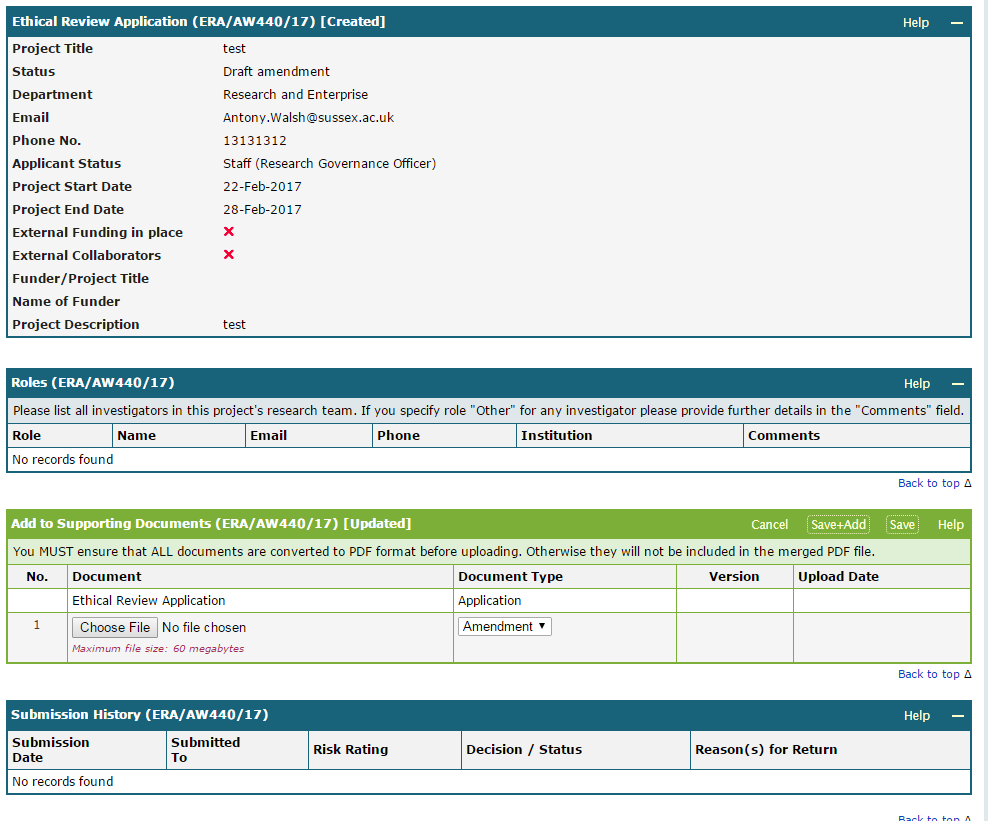 Ethical Review Application (ERA/AW440/17) [Created] Help
Project Title test
Status Draft amendment
Department Research and Enterprise
Email Antony.Walsh@sussex.ac.uk
Phone No. 13131312
Applicant Status Staff (Research Governance Officer)
Project Start Date 22-Feb-2017
Project End Date 28-Feb-2017
External Funding in place
External Collaborators
Funder/Project Title
Name of Funder
Project Description test
Roles (ERA/AW440/17) Help
Please list all investigators in this project's research team. If you specify role "Other" for any investigator please provide further details in the "Comments" field.
Role Name Email Phone Institution Comments
No records found
Back to top Δ
Add to Supporting Documents (ERA/AW440/17) [Updated] Cancel Save+Add Save Help
You MUST ensure that ALL documents are converted to PDF format before uploading. Otherwise they will not be included in the merged PDF file.
No. Document Document Type Version Upload Date
Ethical Review Application Application
1 Choose File No file chosen Amendment
Maximum file size: 60 megabytes
Back to top Δ
Submission History (ERA/AW440/17) Help
Submission Date Submitted To Risk Rating Decision / Status Reason(s) for Return
No records found
Back to top Δ